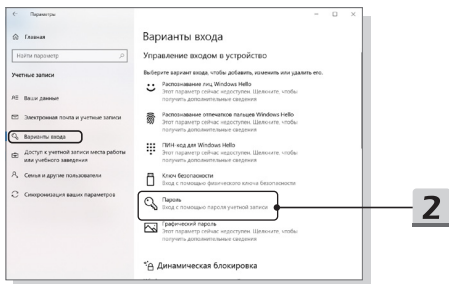 Параметры
Главная
Найти параметр
Учетные записи
Ваши данные
Электронная почта и учетные записи
Варианты входа
Доступ к учетной записи места работы
или учебного заведения
Семья и другие пользователи
Синхронизация ваших параметров
Варианты входа
Управление входом в устройство
Выберите вариант входа, чтобы добавить, изменить или удалить его.
Распознавание лиц Windows Hello
Этот параметр сейчас недоступен. Щелкните, чтобы
получить дополнительные сведения
Распознавание отпечатков пальцев Windows Hello
Этот параметр сейчас недоступен. Щелкните, чтобы
получить дополнительные сведения
ПИН-код для Windows Hello
Этот параметр сейчас недоступен. Щелкните, чтобы
получить дополнительные сведения
Ключ безопасности
Вход с помощью физического ключа безопасности
Пароль
Вход с помощью пароля учетной записи
2
Графический пароль
Этот параметр сейчас недоступен. Щелкните, чтобы
получить дополнительные сведения
Динамическая блокировка